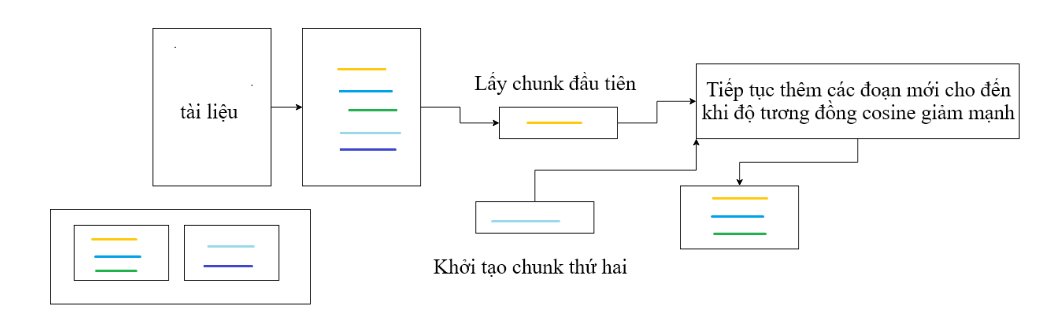 tài liệu
Lấy chunk đầu tiên
Tiếp tục thêm các đoạn mới cho đến
khi độ tương đồng cosine giảm mạnh
Khởi tạo chunk thứ hai